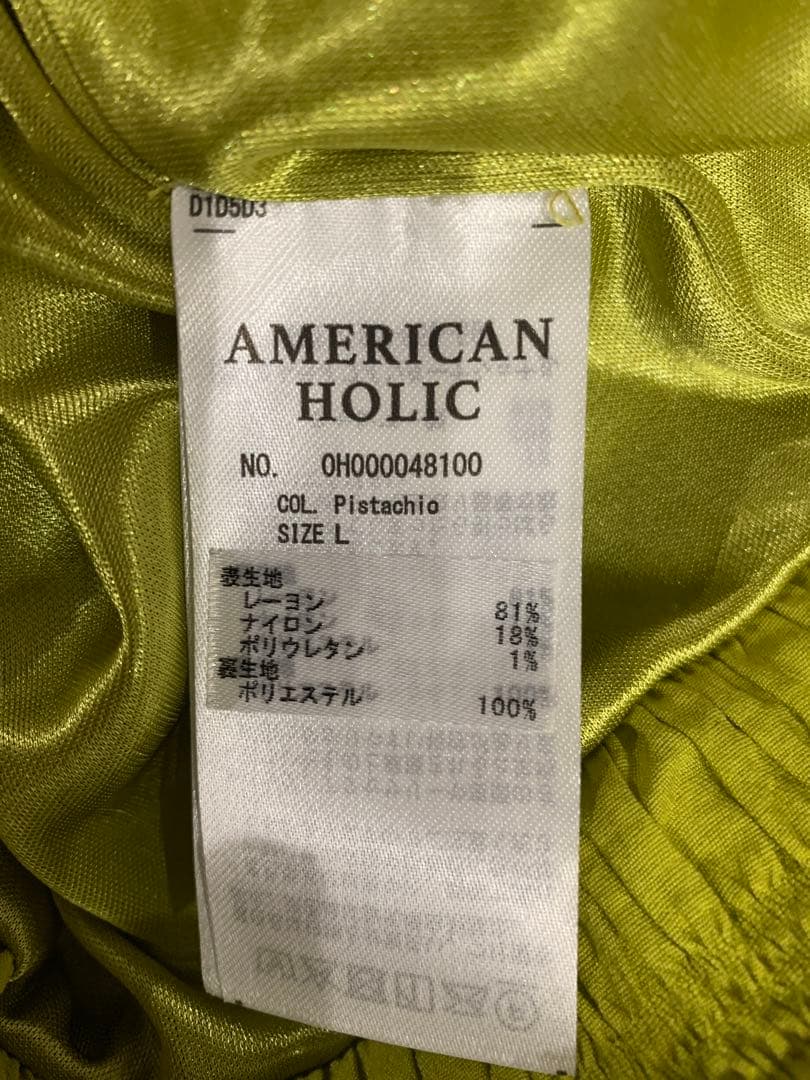 D1D5D3
AMERICAN
HOLIC
NO. 0H000048100
COL. Pistachio
SIZE L
表生地
レーヨン 81%
ナイロン 18%
ポリウレタン 1%
裏生地
ポリエステル 100%